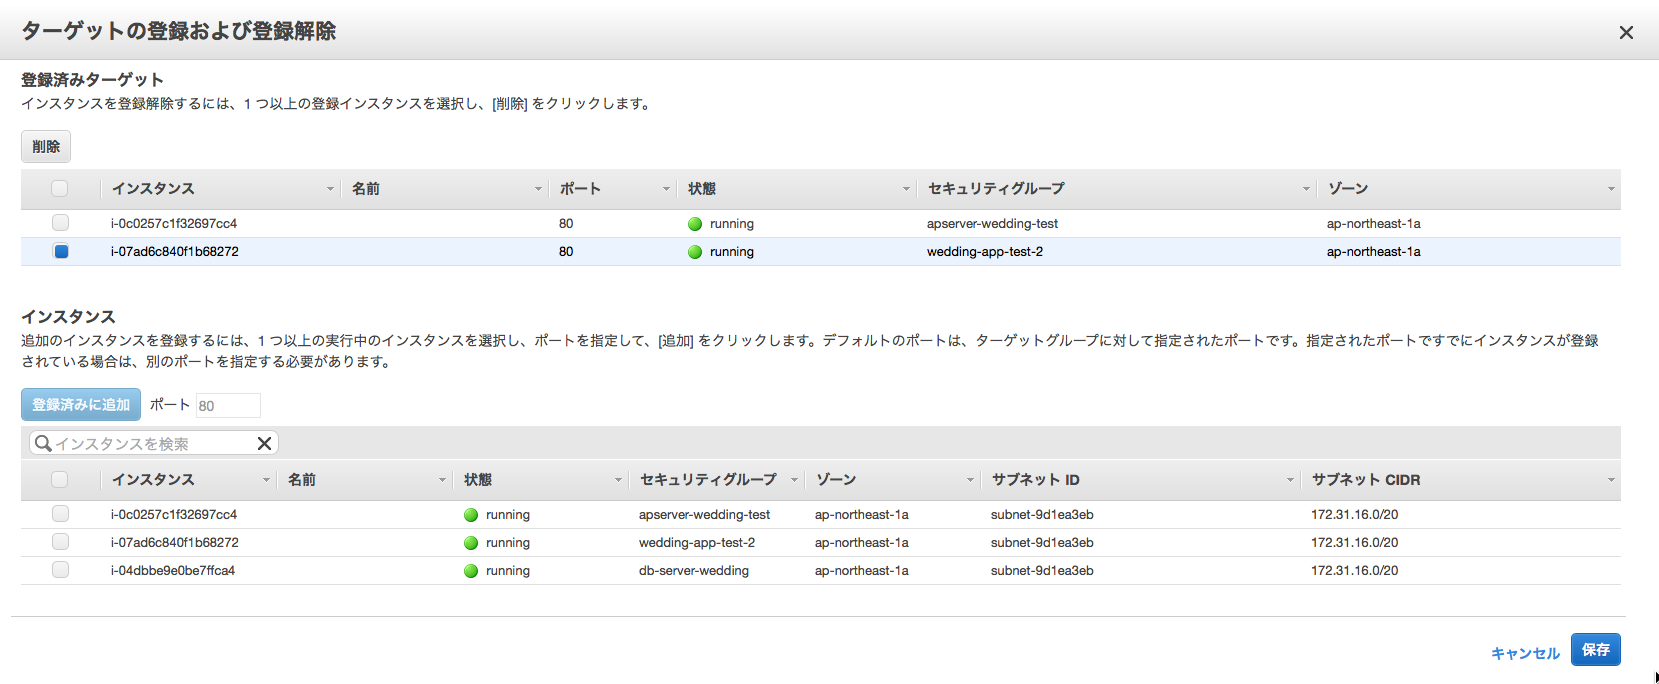 ターゲットの登録および登録解除
登録済みターゲット
インスタンスを登録解除するには、1 つ以上の登録インスタンスを選択し、[削除] をクリックします。
削除
インスタンス 名前 ポート 状態 セキュリティグループ ゾーン
i-0c0257c1f32697cc4 80 running apserver-wedding-test ap-northeast-1a
i-07ad6c840f1b68272 80 running wedding-app-test-2 ap-northeast-1a
インスタンス
追加のインスタンスを登録するには、1 つ以上の実行中のインスタンスを選択し、ポートを指定して、[追加] をクリックします。デフォルトのポートは、ターゲットグループに対して指定されたポートです。指定されたポートですでにインスタンスが登録
されている場合は、別のポートを指定する必要があります。
登録済みに追加 ポート 80
インスタンスを検索
インスタンス 名前 状態 セキュリティグループ ゾーン サブネット ID サブネット CIDR
i-0c0257c1f32697cc4 running apserver-wedding-test ap-northeast-1a subnet-9d1ea3eb 172.31.16.0/20
i-07ad6c840f1b68272 running wedding-app-test-2 ap-northeast-1a subnet-9d1ea3eb 172.31.16.0/20
i-04dbbe9e0be7ffca4 running db-server-wedding ap-northeast-1a subnet-9d1ea3eb 172.31.16.0/20
キャンセル 保存